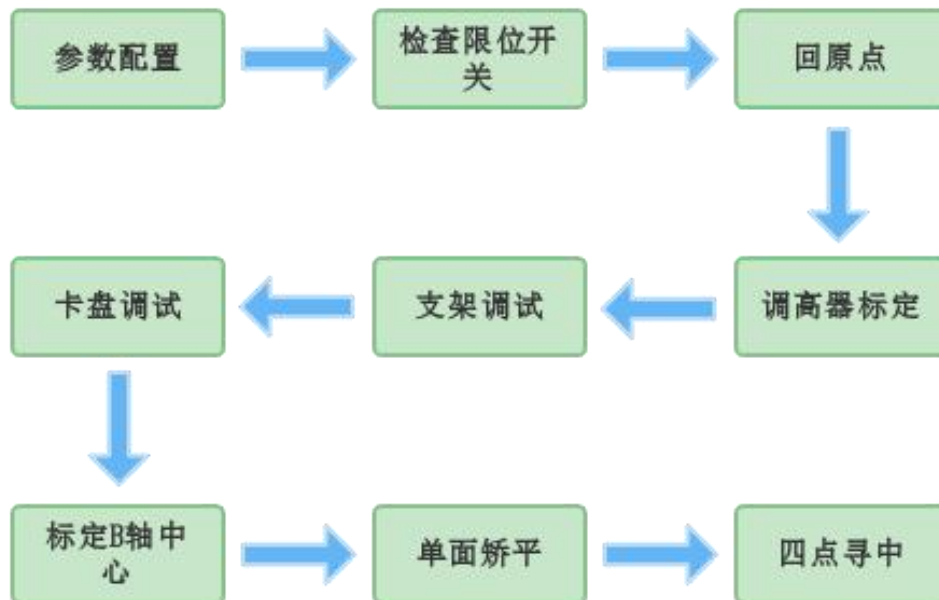 参数配置
检查限位开
关
回原点
调高器标定
支架调试
卡盘调试
标定B轴中
心
单面矫平
四点寻中